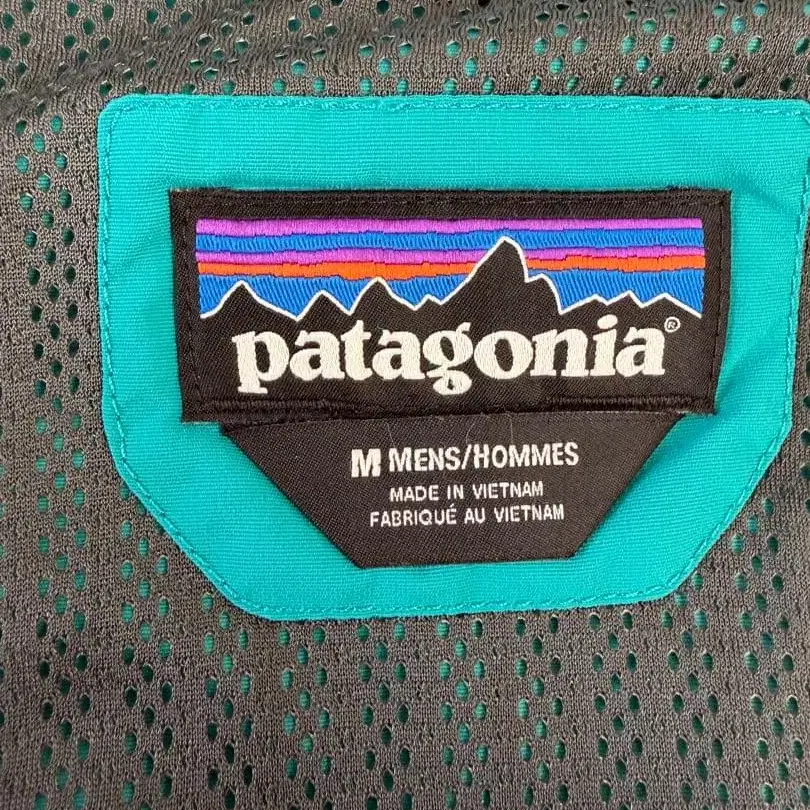 patagonia®
M MENS/HOMMES
MADE IN VIETNAM
FABRIQUÉ AU VIETNAM